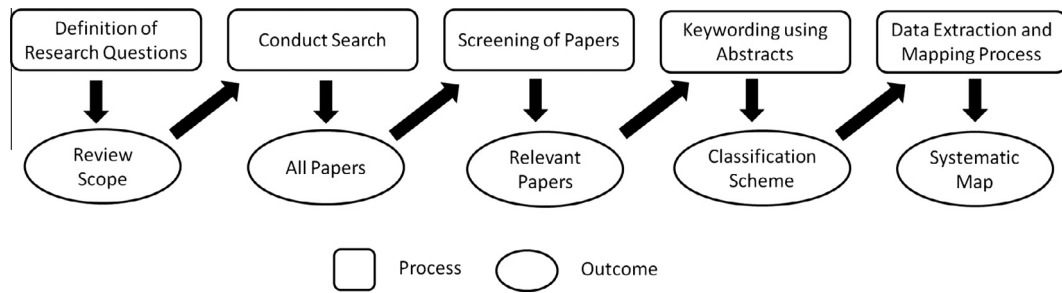 Definition of
Research Questions
Conduct Search
Screening of Papers
Keywording using
Abstracts
Data Extraction and
Mapping Process
Review
Scope
All Papers
Relevant
Papers
Classification
Scheme
Systematic
Map
Process
Outcome